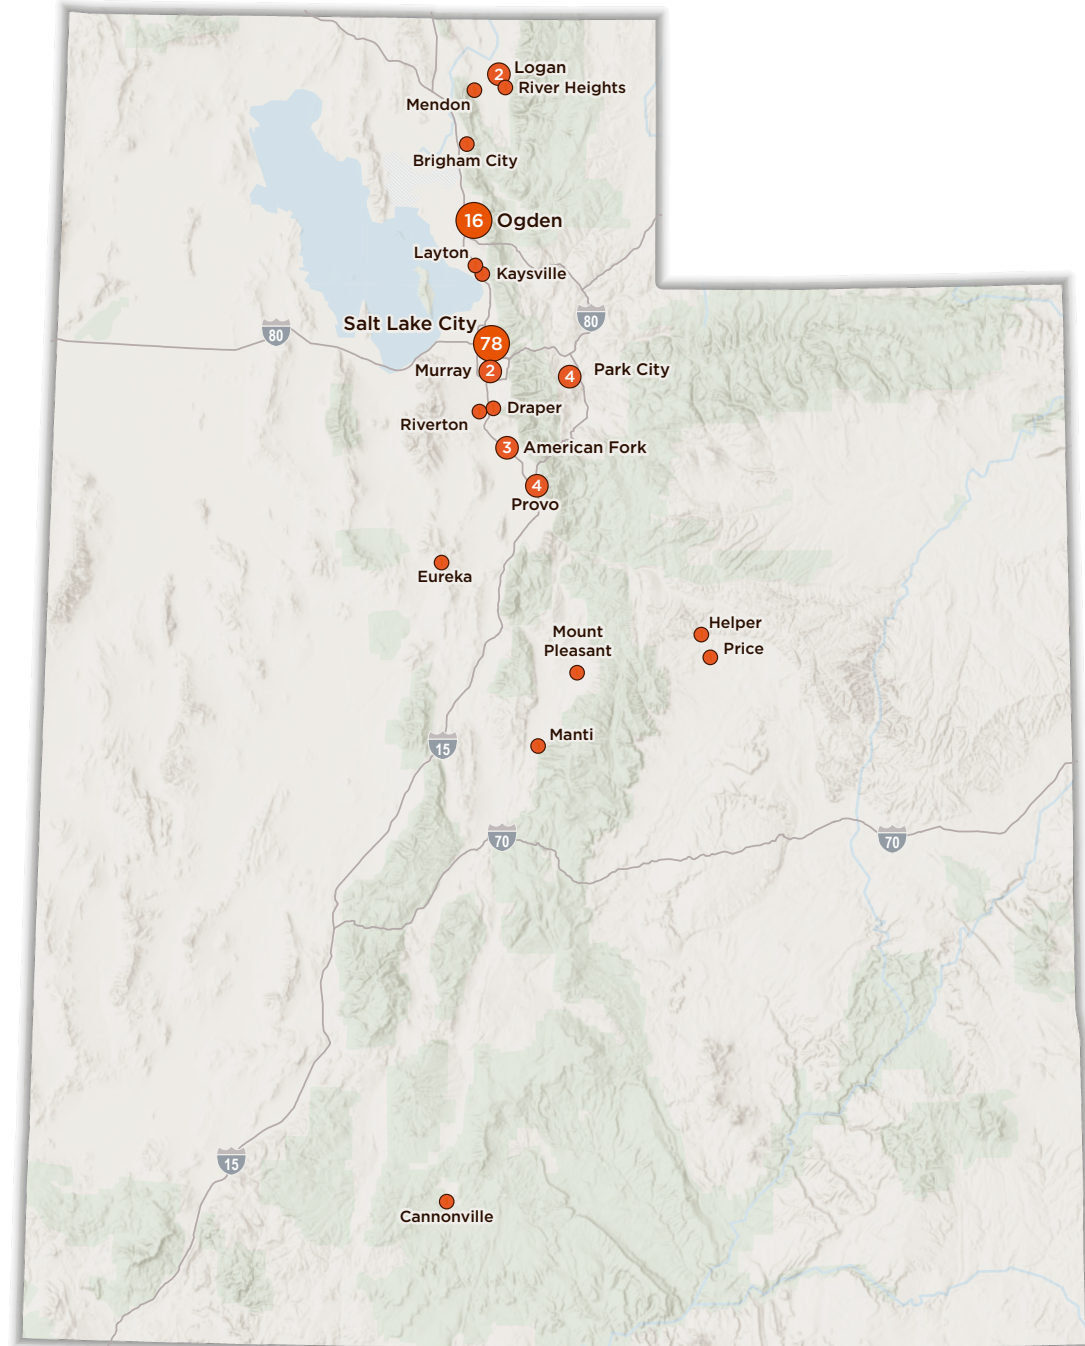 2
Logan
River Heights
Mendon
Brigham City
16
Ogden
Layton
Kaysville
80
80
Salt Lake City
78
Murray
2
4
Park City
Draper
Riverton
3
American Fork
4
Provo
Eureka
Helper
Mount
Pleasant
Price
Manti
15
70
70
15
Cannonville